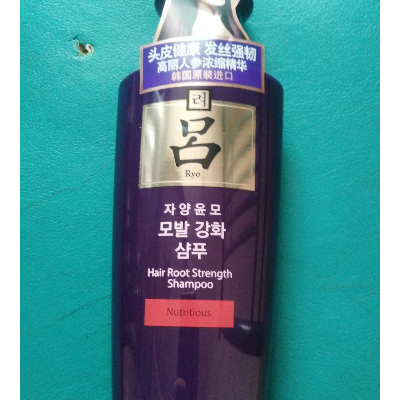 头皮健康 发丝强韧
高丽人参浓缩精华
韩国原装进口
려
呂
Ryo
자양윤모
모발 강화
샴푸
Hair Root Strength
Shampoo
Nutritious